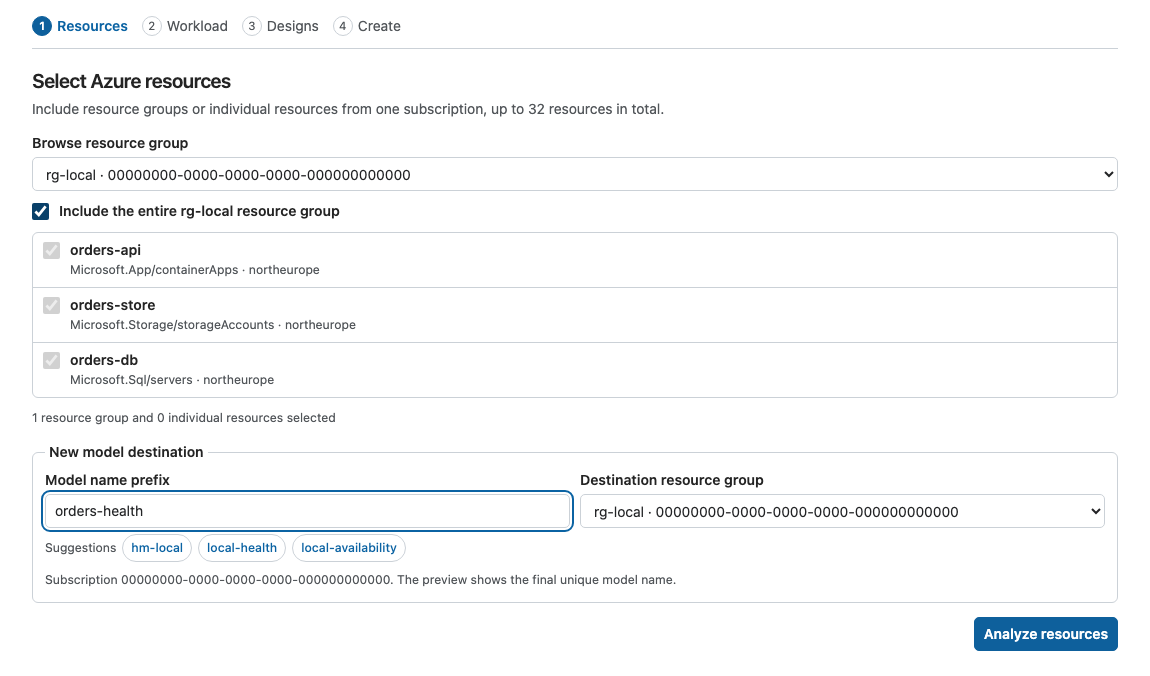 1 Resources 2 Workload 3 Designs 4 Create
Select Azure resources
Include resource groups or individual resources from one subscription, up to 32 resources in total.
Browse resource group
rg-local · 00000000-0000-0000-0000-000000000000
Include the entire rg-local resource group
orders-api
Microsoft.App/containerApps · northeurope
orders-store
Microsoft.Storage/storageAccounts · northeurope
orders-db
Microsoft.Sql/servers · northeurope
1 resource group and 0 individual resources selected
New model destination
Model name prefix
orders-health
Destination resource group
rg-local · 00000000-0000-0000-0000-000000000000
Suggestions hm-local local-health local-availability
Subscription 00000000-0000-0000-0000-000000000000. The preview shows the final unique model name.
Analyze resources